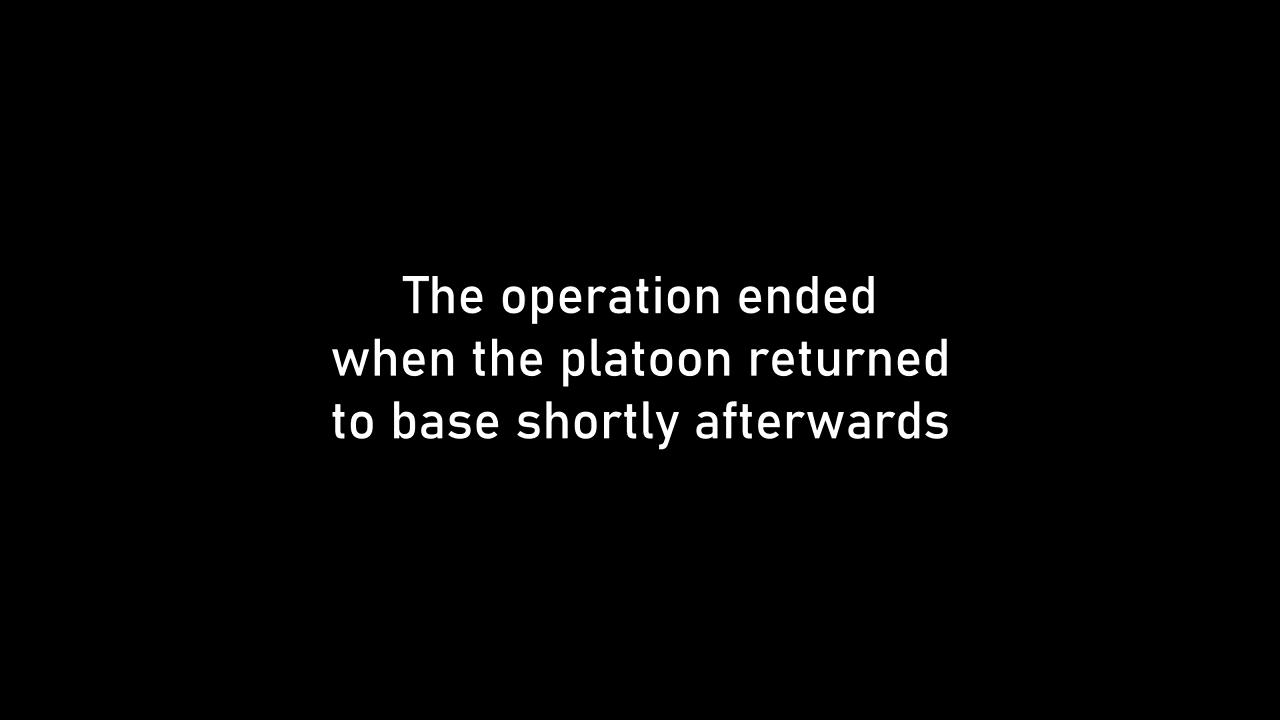 The operation ended
when the platoon returned
to base shortly afterwards